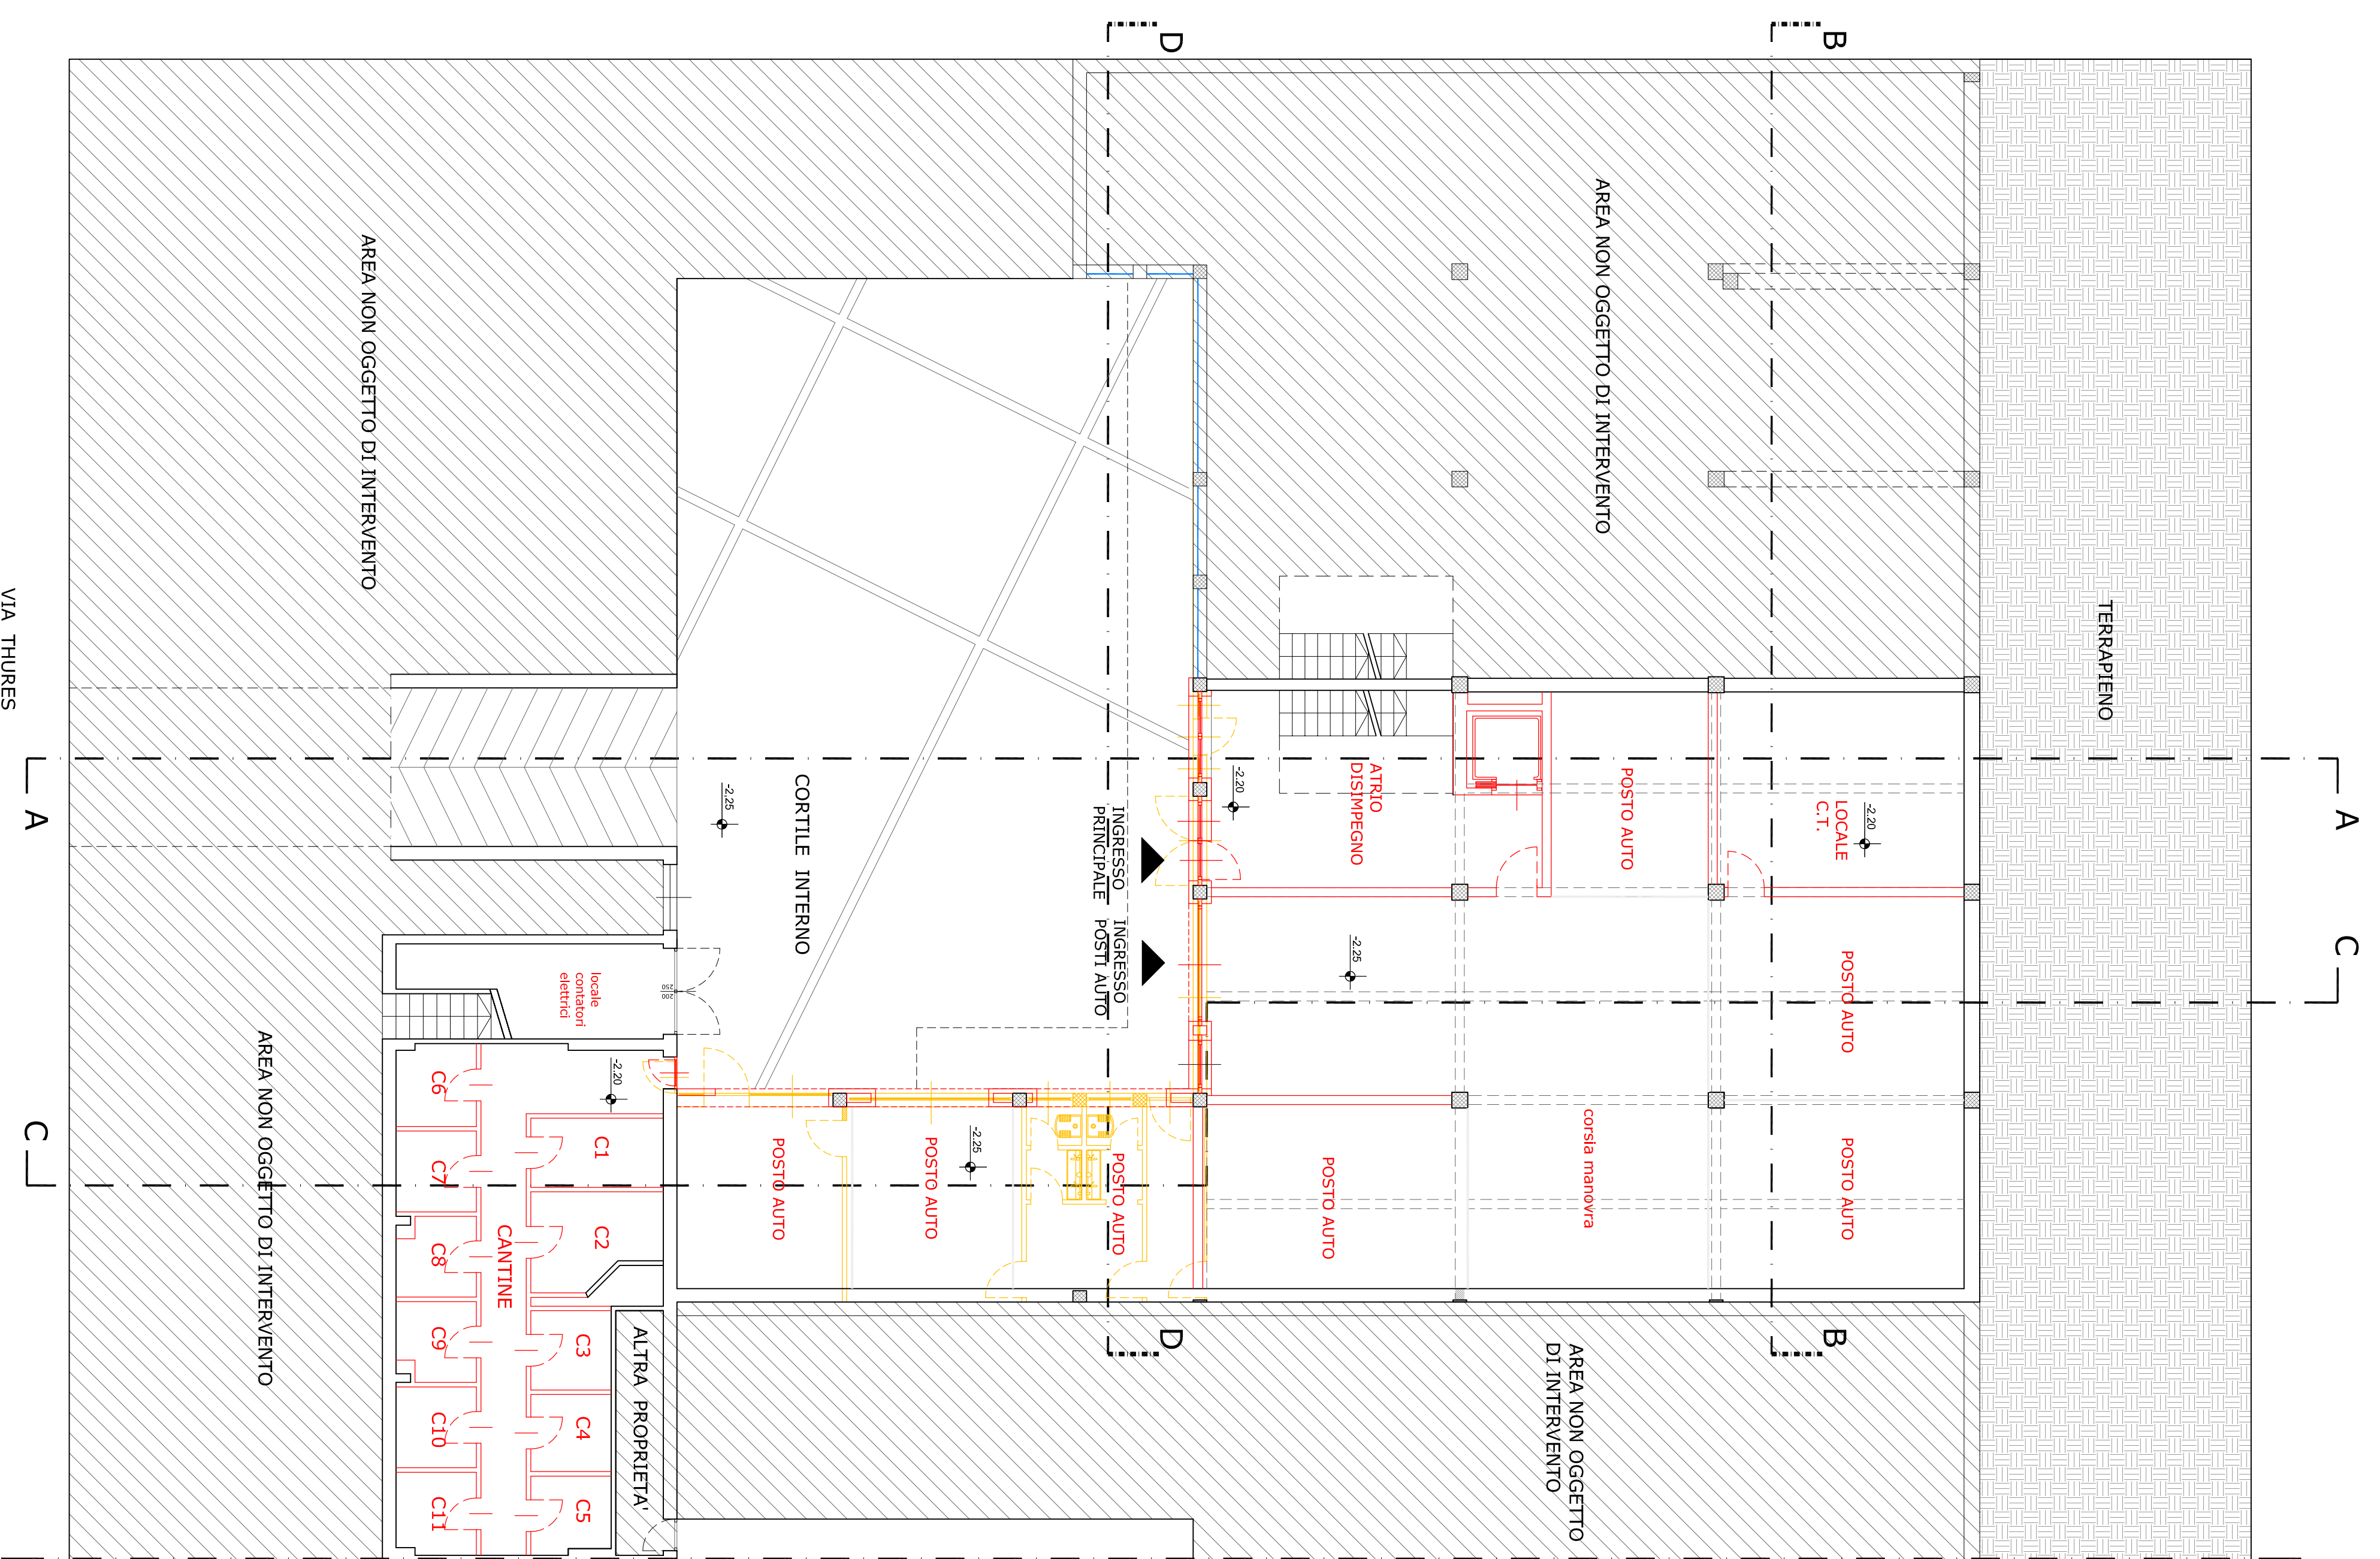 TERRAPIENO
A
C
B
B
LOCALE
C.T.
-2.20
POSTO AUTO
POSTO AUTO
POSTO AUTO
corsia manovra
AREA NON OGGETTO DI INTERVENTO
AREA NON OGGETTO
DI INTERVENTO
ATRIO
DISIMPEGNO
-2.25
POSTO AUTO
-2.20
D
D
INGRESSO
PRINCIPALE
INGRESSO
POSTI AUTO
POSTO AUTO
-2.25
POSTO AUTO
CORTILE INTERNO
POSTO AUTO
-2.25
250
200
ALTRA PROPRIETA'
-2.20
locale
contatori
elettrici
C1
C2
C3
C4
C5
CANTINE
C6
C7
C8
C9
C10
C11
AREA NON OGGETTO DI INTERVENTO
AREA NON OGGETTO DI INTERVENTO
A
C
VIA THURES